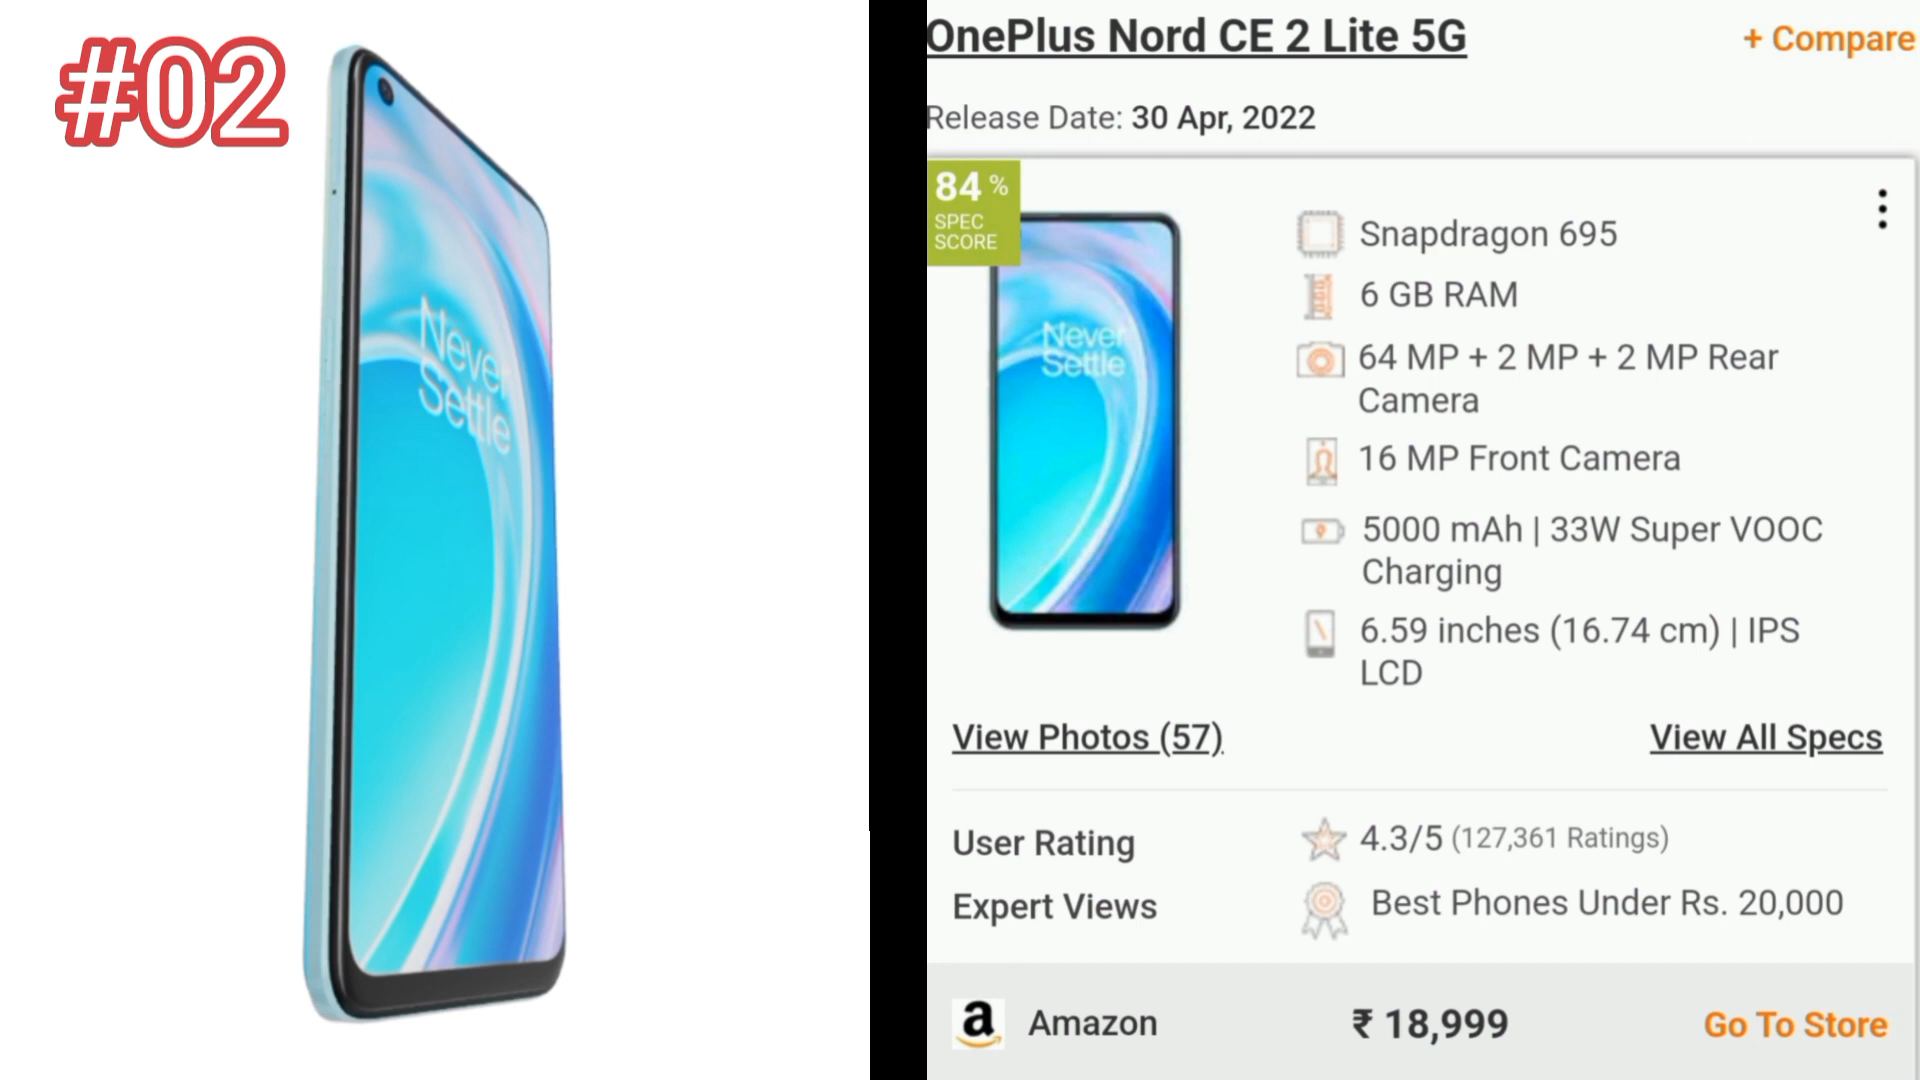 #02
Never
Settle
OnePlus Nord CE 2 Lite 5G
+ Compare
Release Date: 30 Apr, 2022
84 %
SPEC
SCORE
Never
Settle
Snapdragon 695
6 GB RAM
64 MP + 2 MP + 2 MP Rear
Camera
16 MP Front Camera
5000 mAh | 33W Super VOOC
Charging
6.59 inches (16.74 cm) | IPS
LCD
View Photos (57)
View All Specs
User Rating
4.3/5 (127,361 Ratings)
Expert Views
Best Phones Under Rs. 20,000
a
Amazon
₹ 18,999
Go To Store